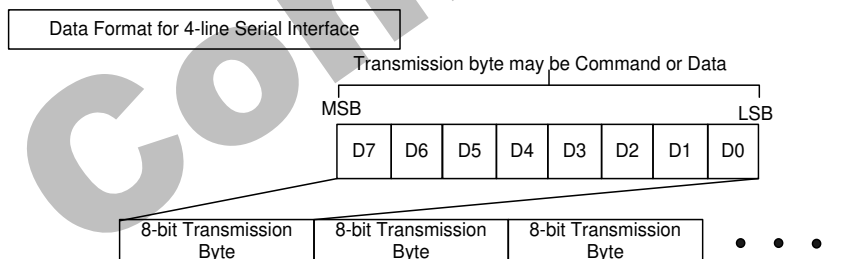 Data Format for 4-line Serial Interface
Transmission byte may be Command or Data
MSB
LSB
D7 D6 D5 D4 D3 D2 D1 D0
8-bit Transmission Byte
8-bit Transmission Byte
8-bit Transmission Byte
Con